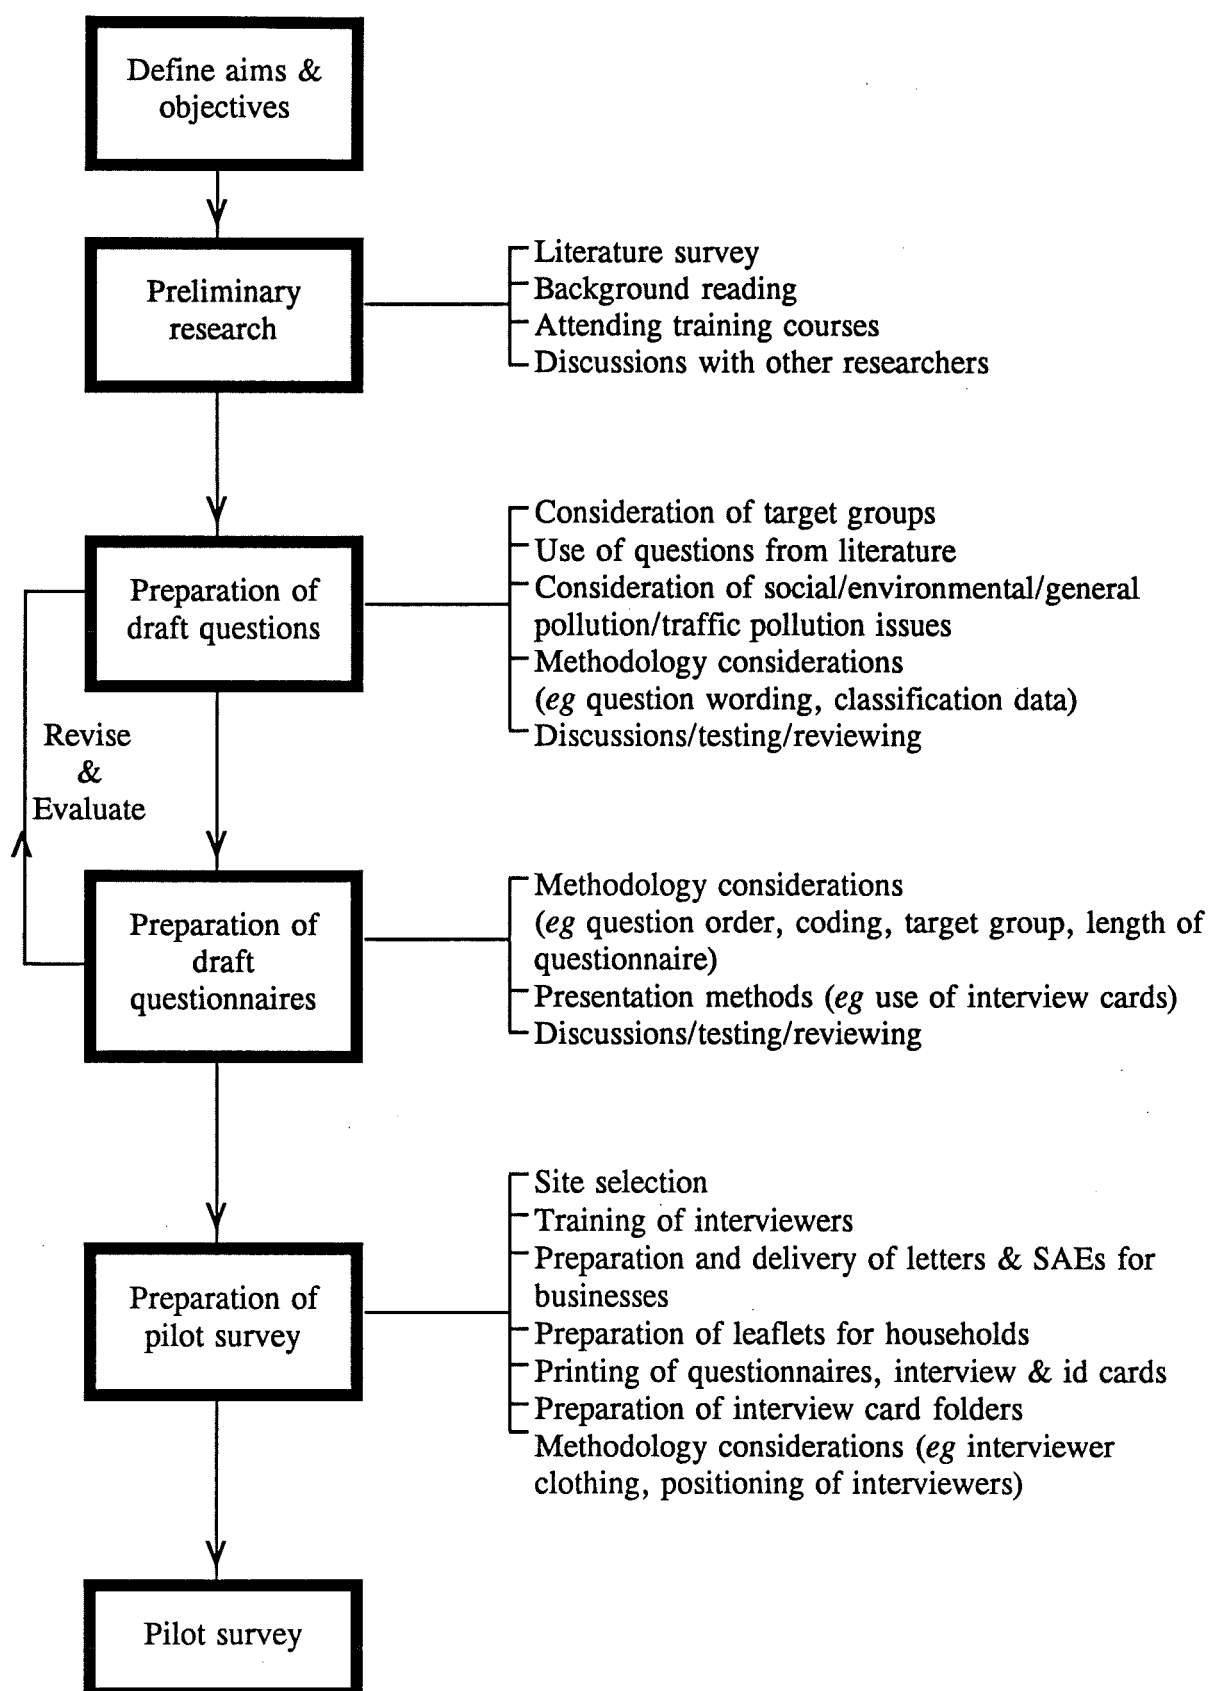 Define aims &
objectives
Preliminary
research
Literature survey
Background reading
Attending training courses
Discussions with other researchers
Preparation of
draft questions
Consideration of target groups
Use of questions from literature
Consideration of social/environmental/general
pollution/traffic pollution issues
Methodology considerations
(eg question wording, classification data)
Discussions/testing/reviewing
Revise
&
Evaluate
Preparation of
draft
questionnaires
Methodology considerations
(eg question order, coding, target group, length of
questionnaire)
Presentation methods (eg use of interview cards)
Discussions/testing/reviewing
Preparation of
pilot survey
Site selection
Training of interviewers
Preparation and delivery of letters & SAEs for
businesses
Preparation of leaflets for households
Printing of questionnaires, interview & id cards
Preparation of interview card folders
Methodology considerations (eg interviewer
clothing, positioning of interviewers)
Pilot survey